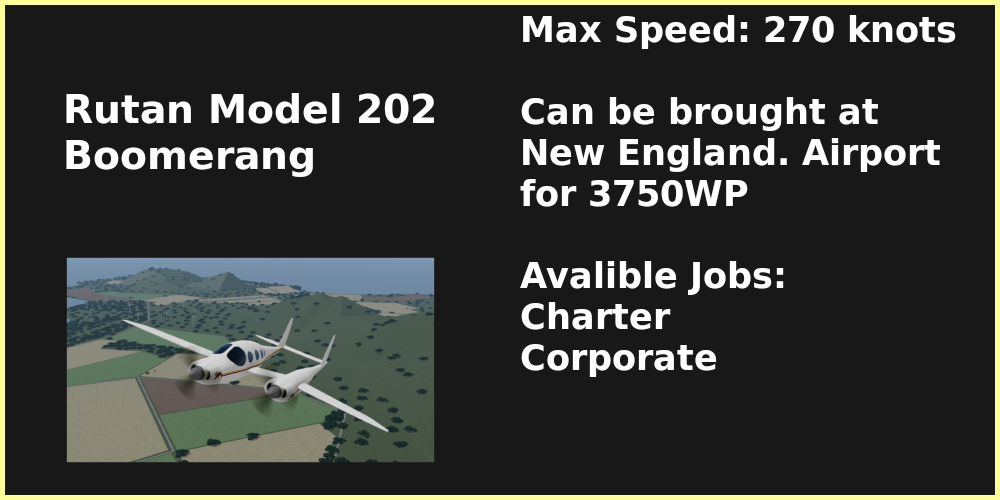 Rutan Model 202
Boomerang
Max Speed: 270 knots
Can be brought at
New England. Airport
for 3750WP
Avalible Jobs:
Charter
Corporate